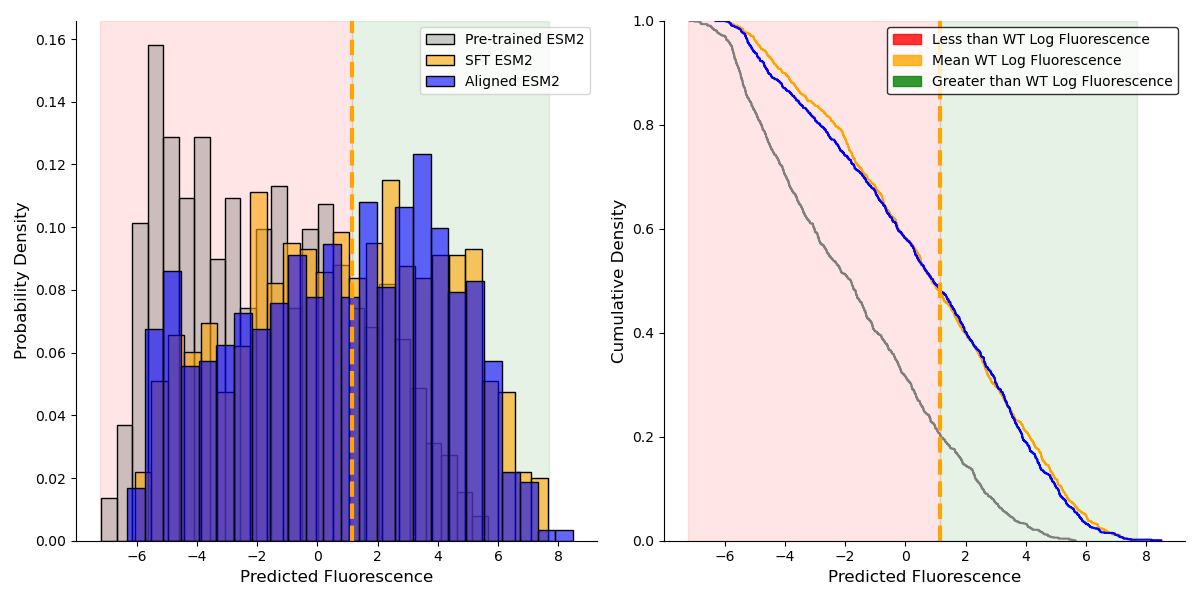 0.16
0.14
0.12
0.10
0.08
0.06
0.04
0.02
0.00
Probability Density
−6 −4 −2 0 2 4 6 8
Predicted Fluorescence
Pre-trained ESM2
SFT ESM2
Aligned ESM2
1.0
0.8
0.6
0.4
0.2
0.0
Cumulative Density
−6 −4 −2 0 2 4 6 8
Predicted Fluorescence
Less than WT Log Fluorescence
Mean WT Log Fluorescence
Greater than WT Log Fluorescence